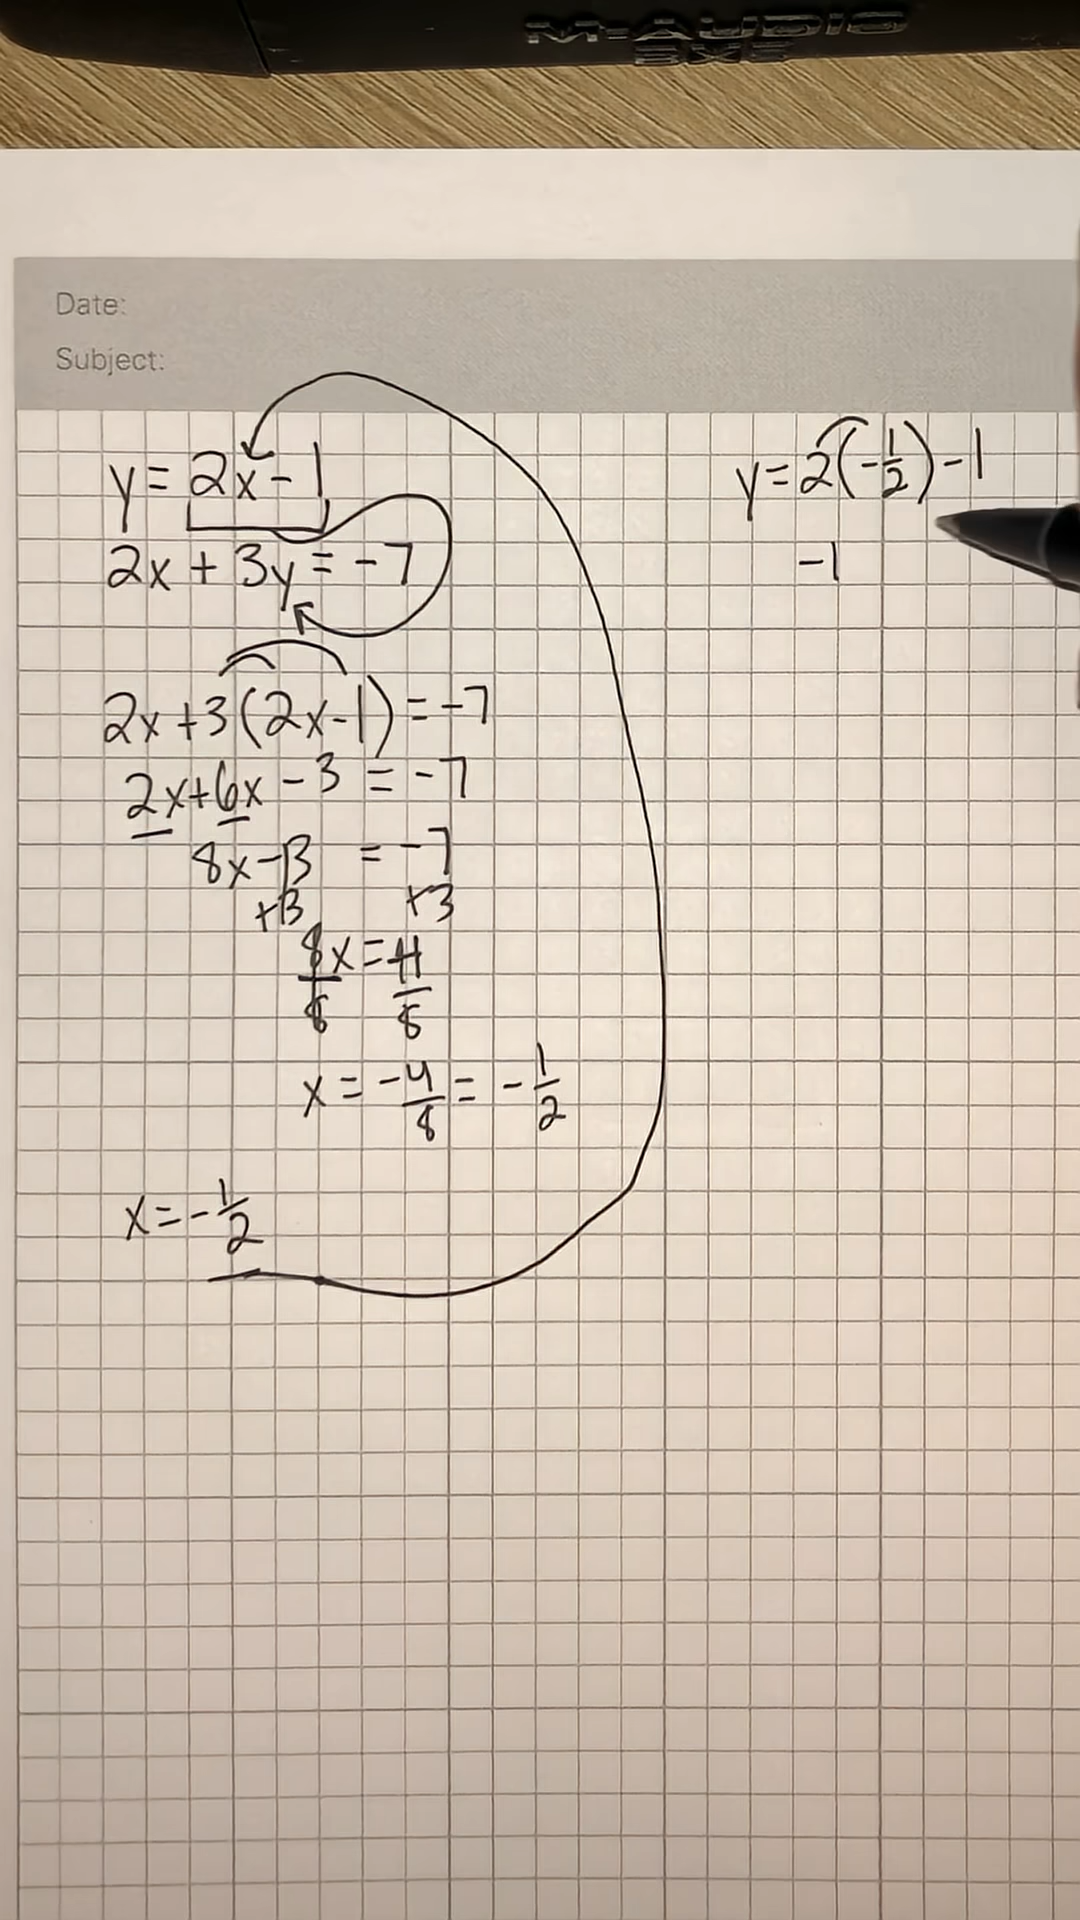 M-AUDIO
Date:
Subject:
y = 2x - 1
2x + 3y = -7
2x + 3(2x - 1) = -7
2x + 6x - 3 = -7
8x - 3 = -7
+3 +3
8x = -4
8 8
x = -4/8 = -1/2
x = -1/2
y = 2(-1/2) - 1
-1